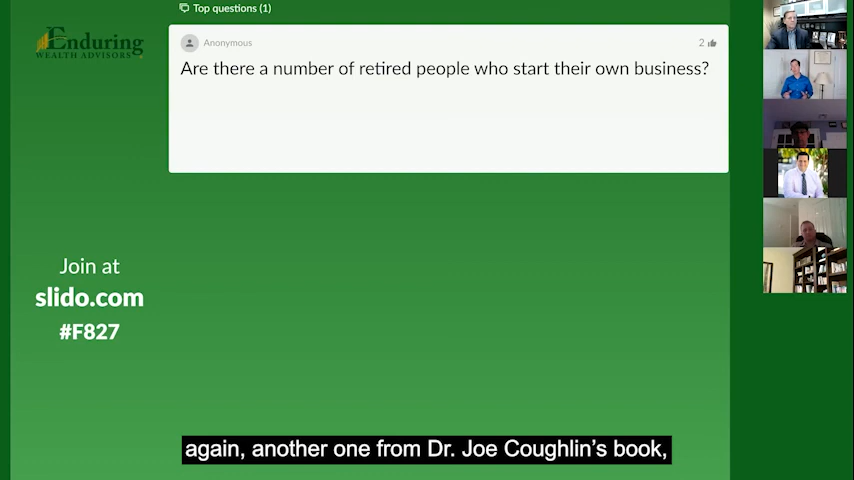 Top questions (1)
Enduring
WEALTH ADVISORS
Anonymous
2
Are there a number of retired people who start their own business?
Join at
slido.com
#F827
again, another one from Dr. Joe Coughlin's book,